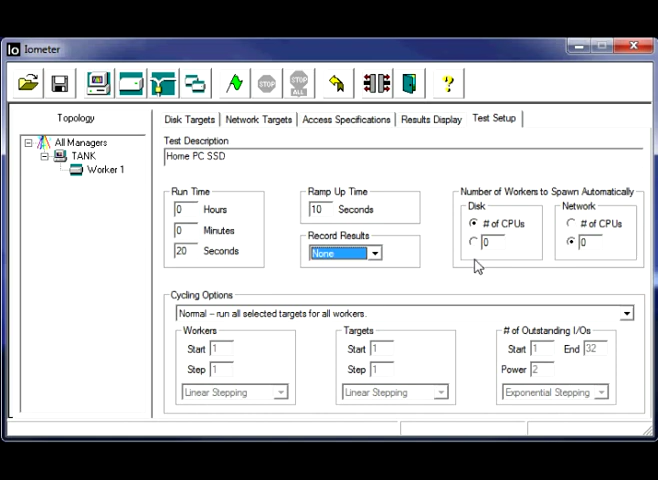 Io Iometer
STOP
STOP
ALL
?
Topology
All Managers
TANK
Worker 1
Disk Targets
Network Targets
Access Specifications
Results Display
Test Setup
Test Description
Home PC SSD
Run Time
0 Hours
0 Minutes
20 Seconds
Ramp Up Time
10 Seconds
Record Results
None
Number of Workers to Spawn Automatically
Disk
# of CPUs
0
Network
# of CPUs
0
Cycling Options
Normal -- run all selected targets for all workers.
Workers
Start 1
Step 1
Linear Stepping
Targets
Start 1
Step 1
Linear Stepping
# of Outstanding I/Os
Start 1 End 32
Power 2
Exponential Stepping